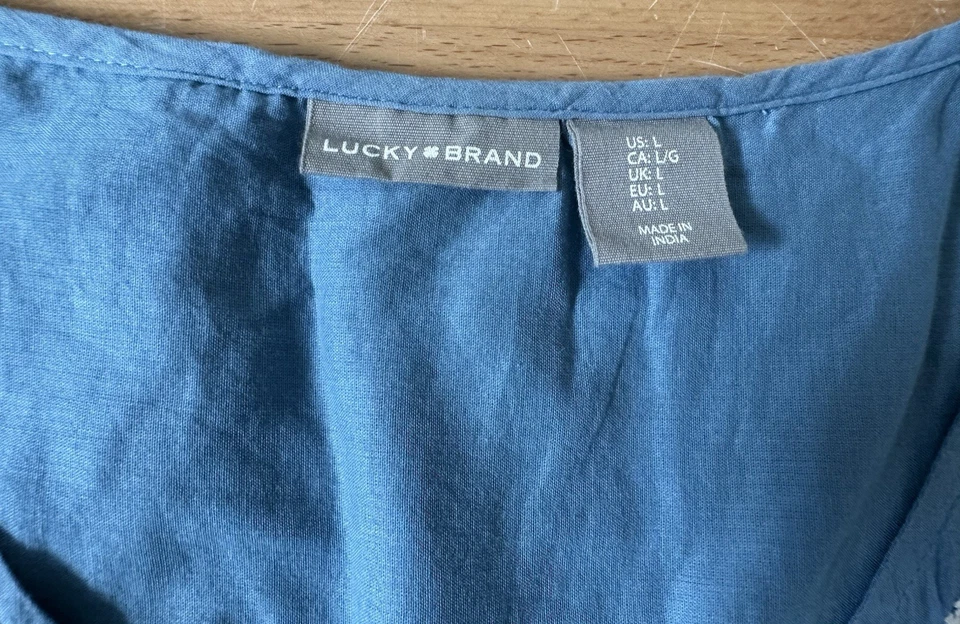 LUCKY BRAND
US: L
CA: L/G
UK: L
EU: L
AU: L
MADE IN
INDIA